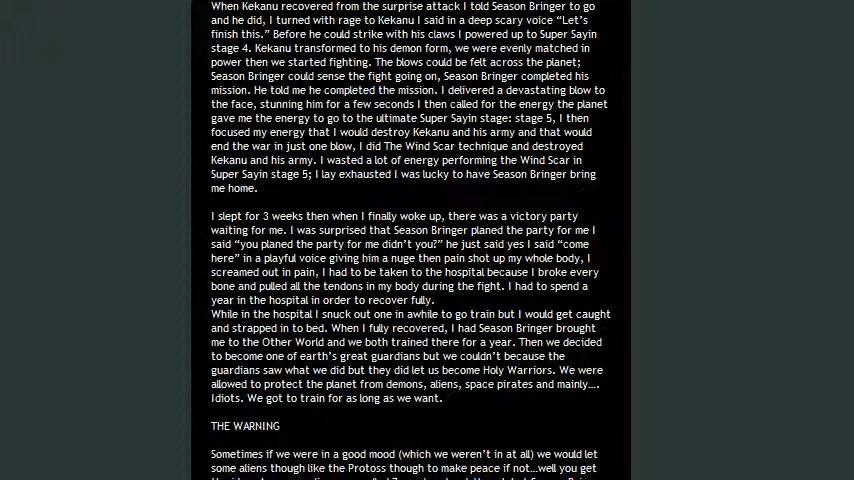 When Kekanu recovered from the surprise attack I told Season Bringer to go
and he did, I turned with rage to Kekanu I said in a deep scary voice “Let’s
finish this.” Before he could strike with his claws I powered up to Super Sayin
stage 4. Kekanu transformed to his demon form, we were evenly matched in
power then we started fighting. The blows could be felt across the planet;
Season Bringer could sense the fight going on, Season Bringer completed his
mission. He told me he completed the mission. I delivered a devastating blow to
the face, stunning him for a few seconds I then called for the energy the planet
gave me the energy to go to the ultimate Super Sayin stage: stage 5, I then
focused my energy that I would destroy Kekanu and his army and that would
end the war in just one blow, I did The Wind Scar technique and destroyed
Kekanu and his army. I wasted a lot of energy performing the Wind Scar in
Super Sayin stage 5; I lay exhausted I was lucky to have Season Bringer bring
me home.
I slept for 3 weeks then when I finally woke up, there was a victory party
waiting for me. I was surprised that Season Bringer planed the party for me I
said “you planed the party for me didn’t you?” he just said yes I said “come
here” in a playful voice giving him a nuge then pain shot up my whole body, I
screamed out in pain, I had to be taken to the hospital because I broke every
bone and pulled all the tendons in my body during the fight. I had to spend a
year in the hospital in order to recover fully.
While in the hospital I snuck out one in awhile to go train but I would get caught
and strapped in to bed. When I fully recovered, I had Season Bringer brought
me to the Other World and we both trained there for a year. Then we decided
to become one of earth’s great guardians but we couldn’t because the
guardians saw what we did but they did let us become Holy Warriors. We were
allowed to protect the planet from demons, aliens, space pirates and mainly….
Idiots. We got to train for as long as we want.
THE WARNING
Sometimes if we were in a good mood (which we weren’t in at all) we would let
some aliens though like the Protoss though to make peace if not…well you get